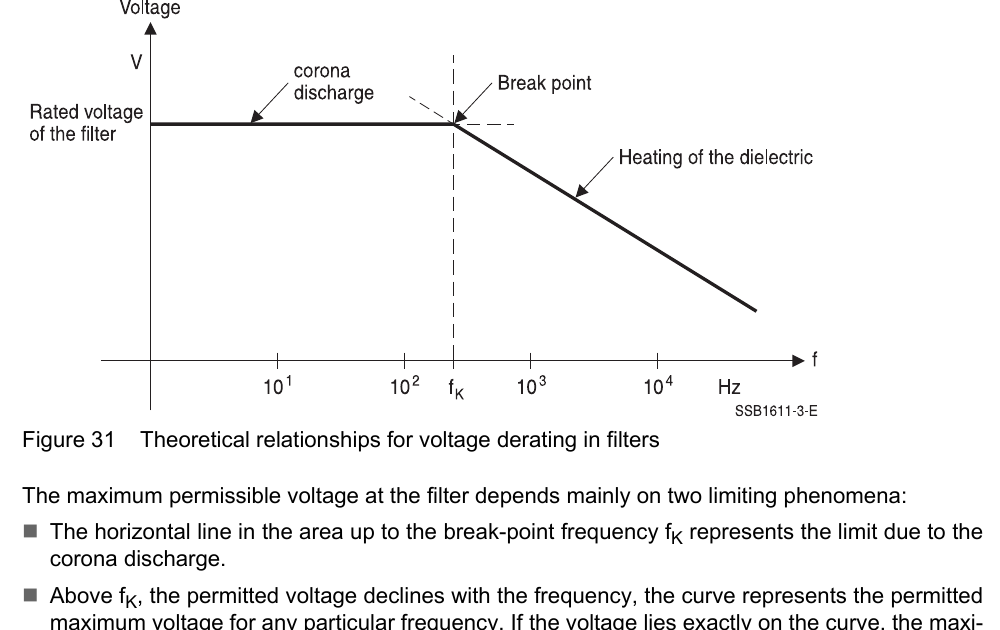 Voltage
V
corona
discharge
Break point
Rated voltage
of the filter
Heating of the dielectric
f
10¹ 10² fK 10³ 10⁴ Hz
SSB1611-3-E
Figure 31 Theoretical relationships for voltage derating in filters
The maximum permissible voltage at the filter depends mainly on two limiting phenomena:
■ The horizontal line in the area up to the break-point frequency fK represents the limit due to the
corona discharge.
■ Above fK, the permitted voltage declines with the frequency, the curve represents the permitted
maximum voltage for any particular frequency. If the voltage lies exactly on the curve, the maxi-